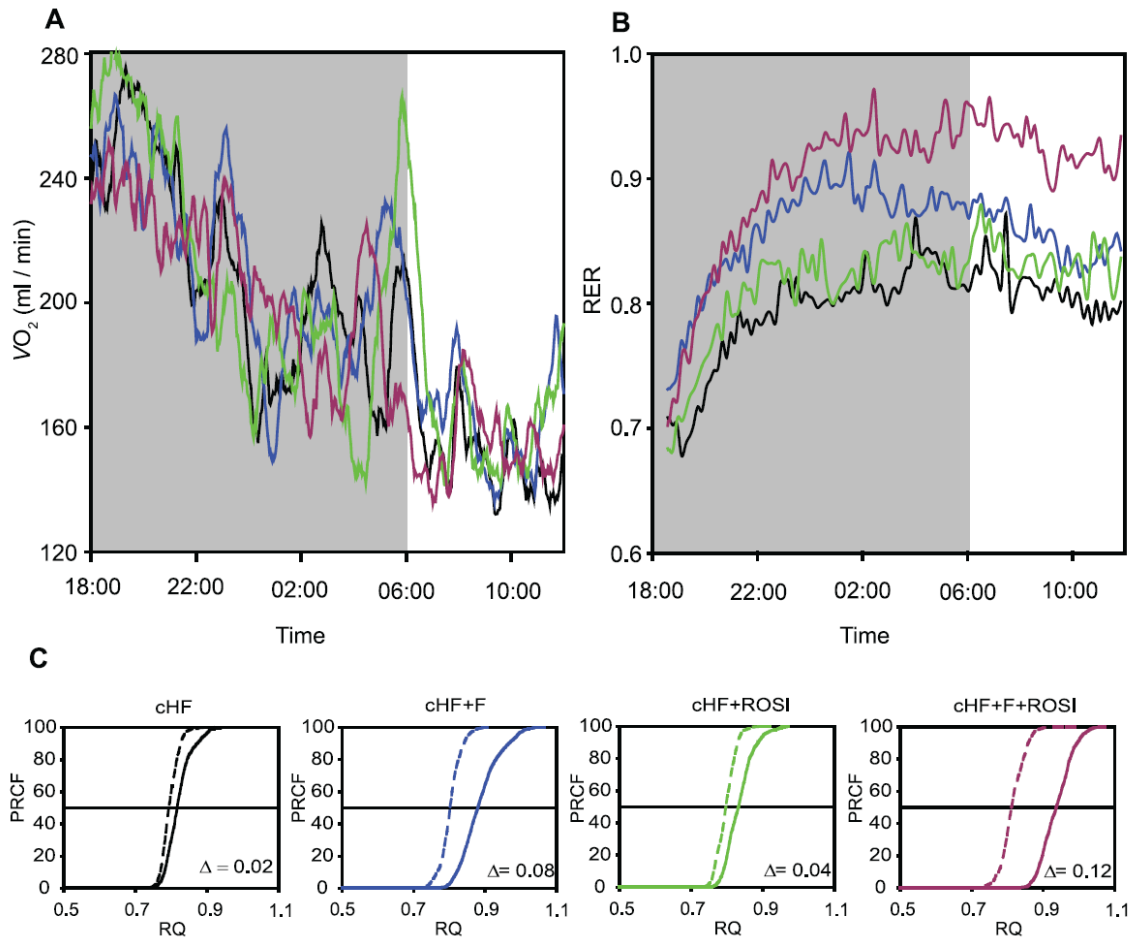 A
B
280
240
200
160
120
VO2 (ml / min)
18:00 22:00 02:00 06:00 10:00
Time
1.0
0.9
0.8
0.7
0.6
RER
18:00 22:00 02:00 06:00 10:00
Time
C
cHF
100
80
60
40
20
0
PRCF
Δ = 0.02
0.5 0.7 0.9 1.1
RQ
cHF+F
100
80
60
40
20
0
PRCF
Δ= 0.08
0.5 0.7 0.9 1.1
RQ
cHF+ROSI
100
80
60
40
20
0
PRCF
Δ= 0.04
0.5 0.7 0.9 1.1
RQ
cHF+F+ROSI
100
80
60
40
20
0
PRCF
Δ= 0.12
0.5 0.7 0.9 1.1
RQ